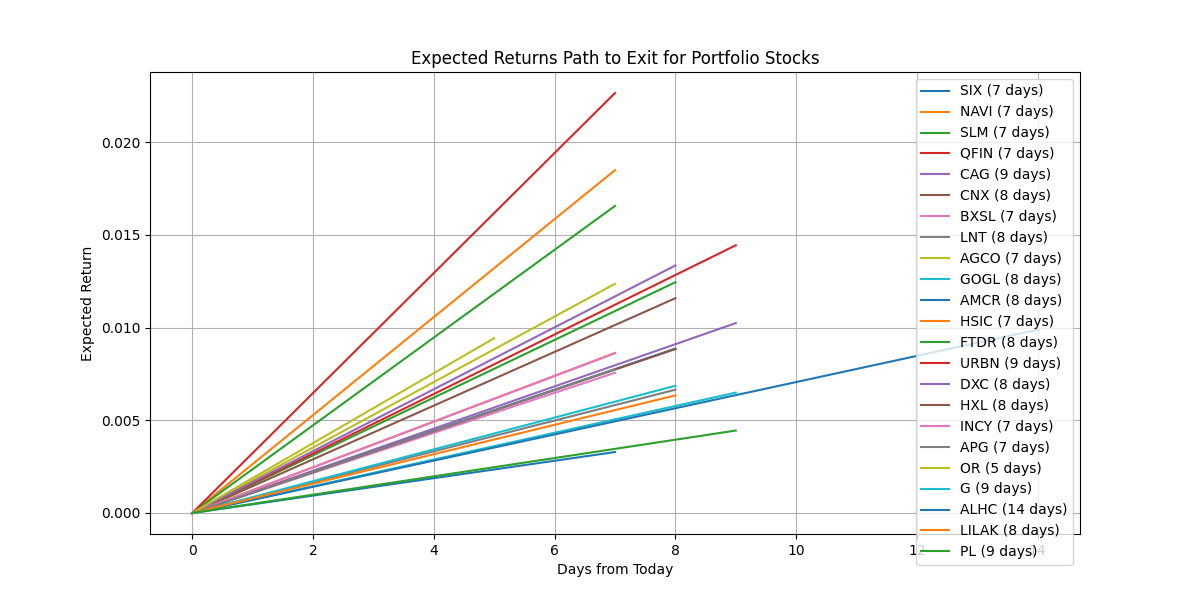 Expected Returns Path to Exit for Portfolio Stocks
Expected Return
0.020
0.015
0.010
0.005
0.000
0 2 4 6 8 10 12 14
Days from Today
SIX (7 days)
NAVI (7 days)
SLM (7 days)
QFIN (7 days)
CAG (9 days)
CNX (8 days)
BXSL (7 days)
LNT (8 days)
AGCO (7 days)
GOGL (8 days)
AMCR (8 days)
HSIC (7 days)
FTDR (8 days)
URBN (9 days)
DXC (8 days)
HXL (8 days)
INCY (7 days)
APG (7 days)
OR (5 days)
G (9 days)
ALHC (14 days)
LILAK (8 days)
PL (9 days)